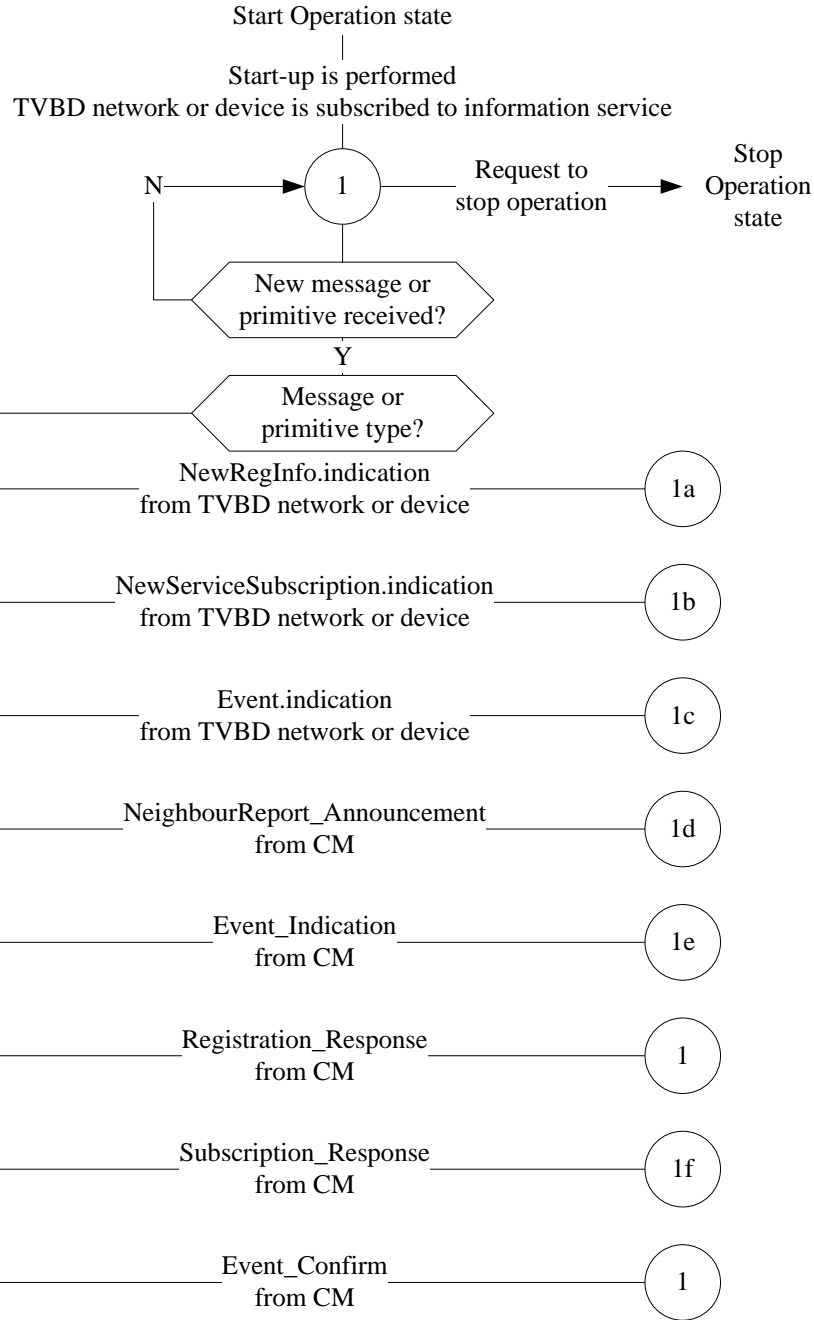 Start Operation state
Start-up is performed
TVBD network or device is subscribed to information service
N
1
Request to
stop operation
Stop
Operation
state
New message or
primitive received?
Y
Message or
primitive type?
NewRegInfo.indication
from TVBD network or device
1a
NewServiceSubscription.indication
from TVBD network or device
1b
Event.indication
from TVBD network or device
1c
NeighbourReport_Announcement
from CM
1d
Event_Indication
from CM
1e
Registration_Response
from CM
1
Subscription_Response
from CM
1f
Event_Confirm
from CM
1